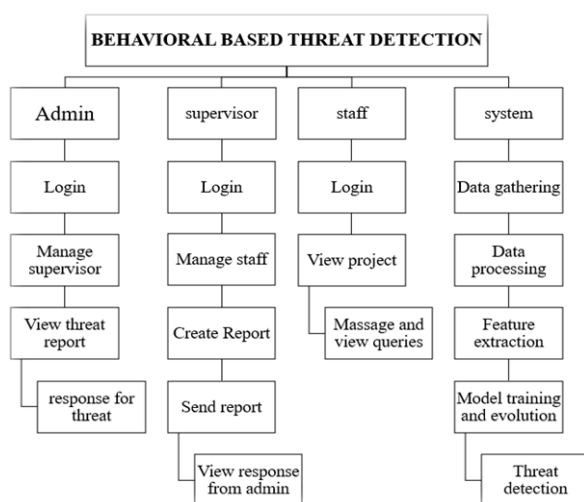 BEHAVIORAL BASED THREAT DETECTION
Admin
Login
Manage
supervisor
View threat
report
response for
threat
supervisor
Login
Manage staff
Create Report
Send report
View response
from admin
staff
Login
View project
Massage and
view queries
system
Data gathering
Data
processing
Feature
extraction
Model training
and evolution
Threat
detection